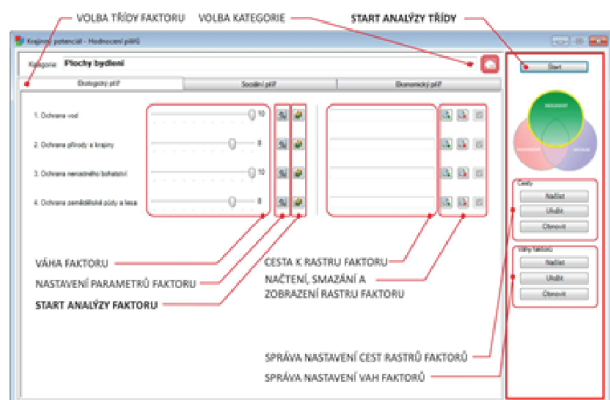 VOLBA TŘÍDY FAKTORU VOLBA KATEGORIE START ANALÝZY TŘÍDY
Krajinný potenciál - Hodnocení pilířů
Kategorie: Plochy bydlení
Start
Ekologický pilíř Sociální pilíř Ekonomický pilíř
1. Ochrana vod 10
2. Ochrana přírody a krajiny 8
3. Ochrana nerostného bohatství 10
4. Ochrana zemědělské půdy a lesa 8
Cesty
Načíst
Uložit
Obnovit
Váhy faktorů
Načíst
Uložit
Obnovit
VÁHA FAKTORU
NASTAVENÍ PARAMETRŮ FAKTORU
START ANALÝZY FAKTORU
CESTA K RASTRU FAKTORU
NAČTENÍ, SMAZÁNÍ A
ZOBRAZENÍ RASTRU FAKTORU
SPRÁVA NASTAVENÍ CEST RASTRŮ FAKTORŮ
SPRÁVA NASTAVENÍ VAH FAKTORŮ